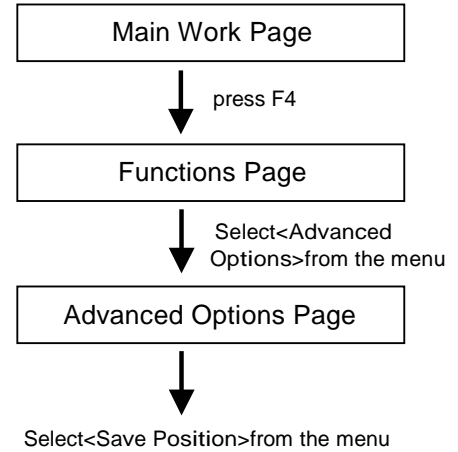 Main Work Page
press F4
Functions Page
Select<Advanced
Options>from the menu
Advanced Options Page
Select<Save Position>from the menu